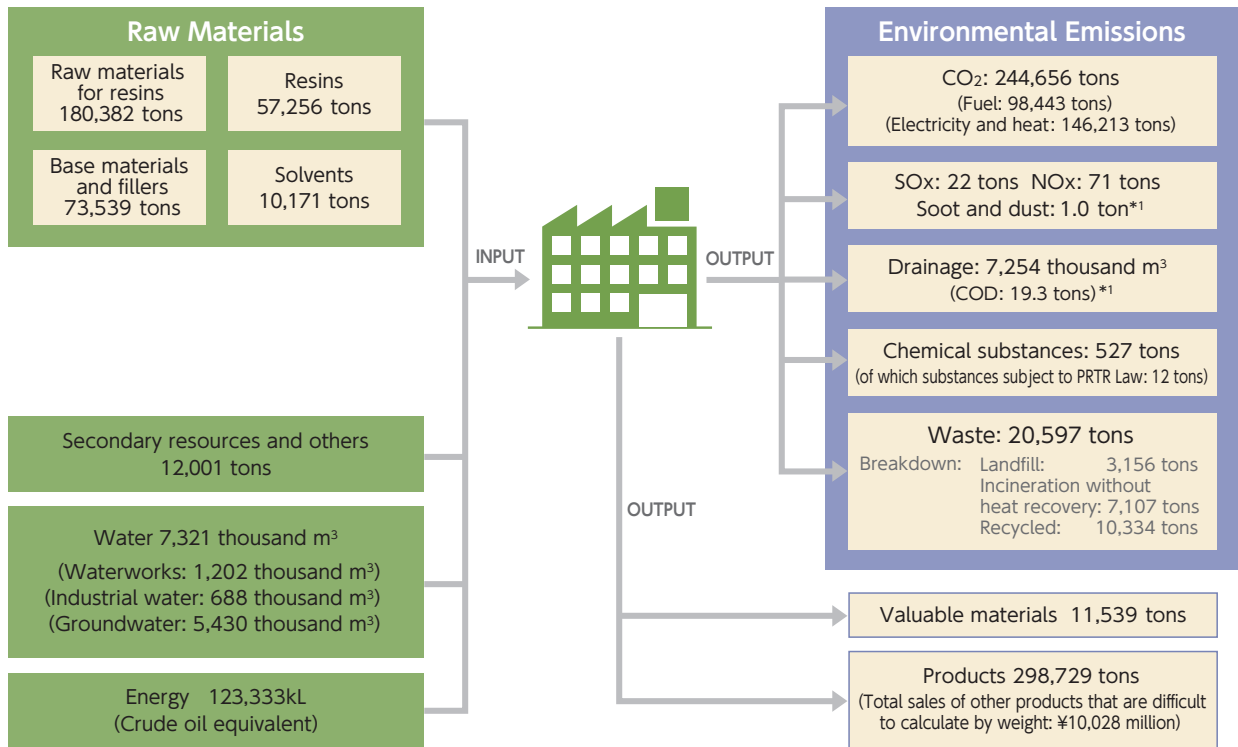 Raw Materials
Raw materials
for resins
180,382 tons
Resins
57,256 tons
Base materials
and fillers
73,539 tons
Solvents
10,171 tons
Secondary resources and others
12,001 tons
Water 7,321 thousand m³
(Waterworks: 1,202 thousand m³)
(Industrial water: 688 thousand m³)
(Groundwater: 5,430 thousand m³)
Energy 123,333kL
(Crude oil equivalent)
INPUT
OUTPUT
OUTPUT
Environmental Emissions
CO₂: 244,656 tons
(Fuel: 98,443 tons)
(Electricity and heat: 146,213 tons)
SOx: 22 tons NOx: 71 tons
Soot and dust: 1.0 ton*¹
Drainage: 7,254 thousand m³
(COD: 19.3 tons)*¹
Chemical substances: 527 tons
(of which substances subject to PRTR Law: 12 tons)
Waste: 20,597 tons
Breakdown: Landfill: 3,156 tons
Incineration without
heat recovery: 7,107 tons
Recycled: 10,334 tons
Valuable materials 11,539 tons
Products 298,729 tons
(Total sales of other products that are difficult
to calculate by weight: ¥10,028 million)